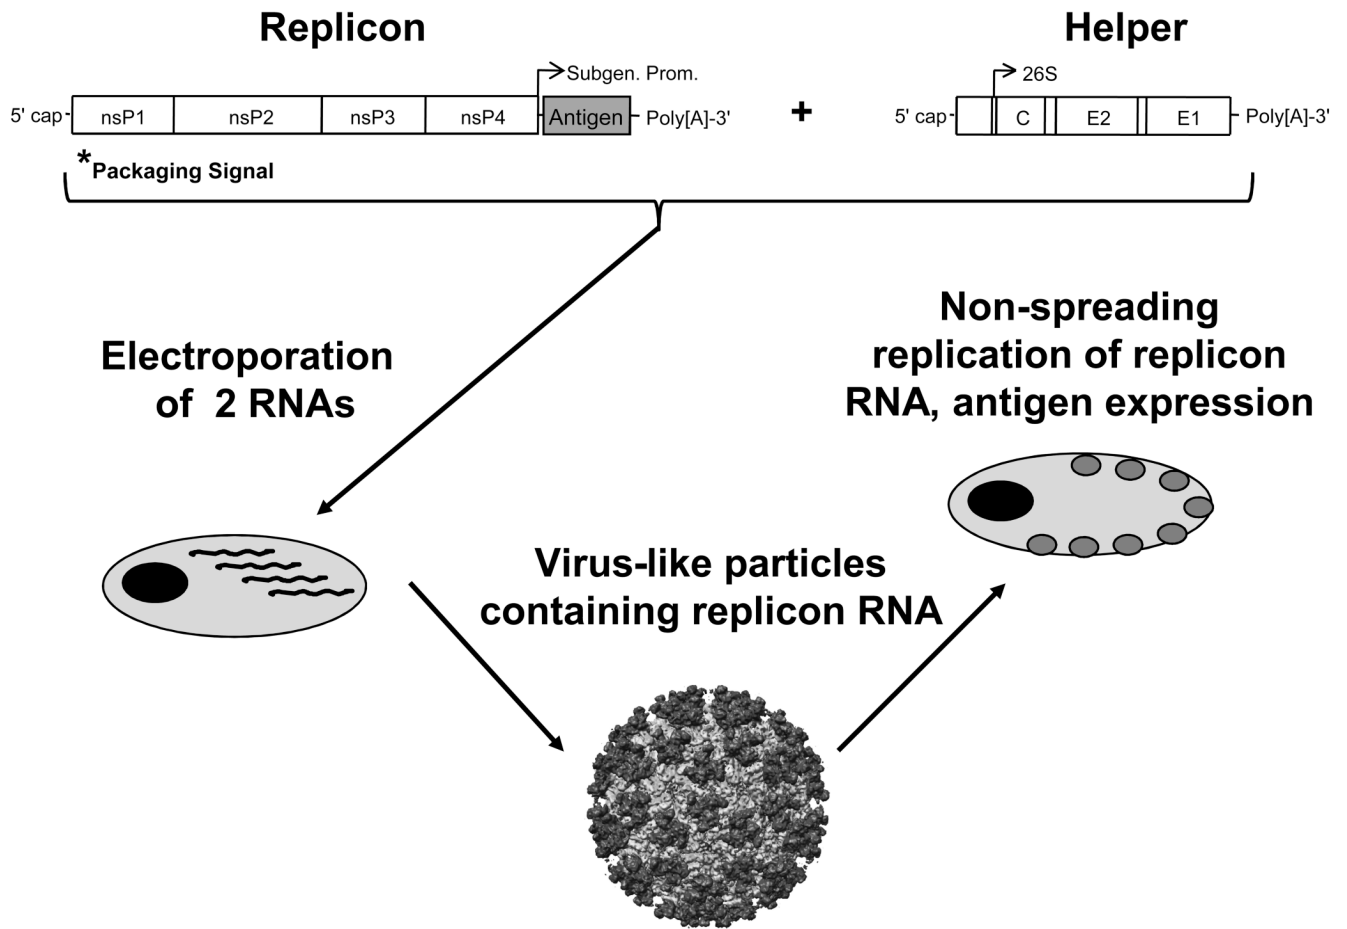 Replicon
Helper
Subgen. Prom.
26S
5' cap
nsP1
nsP2
nsP3
nsP4
Antigen
Poly[A]-3'
+
5' cap
C
E2
E1
Poly[A]-3'
*Packaging Signal
Non-spreading
replication of replicon
RNA, antigen expression
Electroporation
of 2 RNAs
Virus-like particles
containing replicon RNA